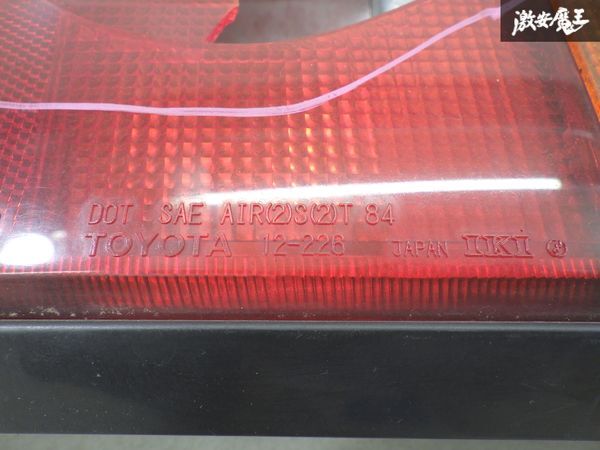 激安魔王
DOT SAE AIR(2)S(2)T 84
TOYOTA 12-226 JAPAN IKI